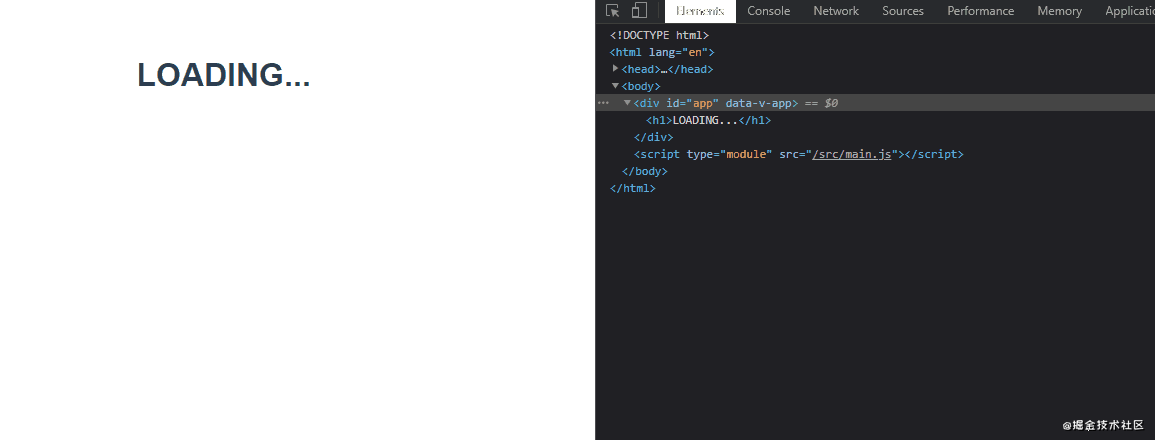 LOADING...
Elements Console Network Sources Performance Memory Applicatio
<!DOCTYPE html>
<html lang="en">
<head>…</head>
<body>
<div id="app" data-v-app> == $0
<h1>LOADING...</h1>
</div>
<script type="module" src="/src/main.js"></script>
</body>
</html>
@掘金技术社区